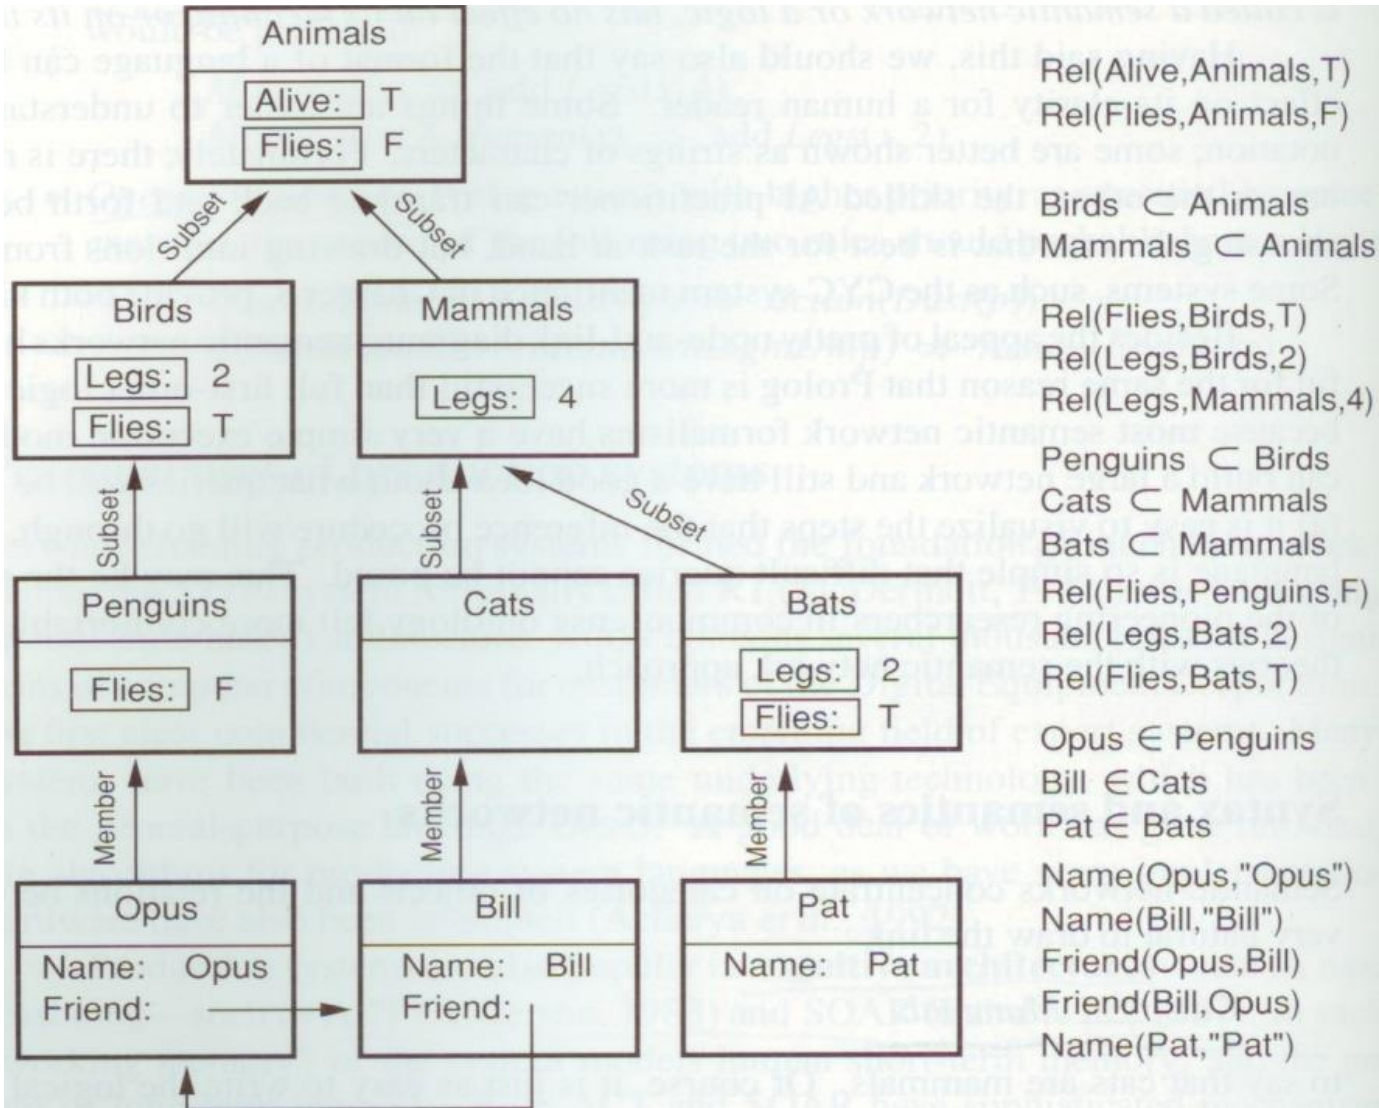 Animals
Alive: T
Flies: F
Subset
Subset
Birds
Legs: 2
Flies: T
Mammals
Legs: 4
Subset
Subset
Subset
Penguins
Flies: F
Cats
Bats
Legs: 2
Flies: T
Member
Member
Member
Opus
Name: Opus
Friend:
Bill
Name: Bill
Friend:
Pat
Name: Pat
Rel(Alive,Animals,T)
Rel(Flies,Animals,F)
Birds ⊂ Animals
Mammals ⊂ Animals
Rel(Flies,Birds,T)
Rel(Legs,Birds,2)
Rel(Legs,Mammals,4)
Penguins ⊂ Birds
Cats ⊂ Mammals
Bats ⊂ Mammals
Rel(Flies,Penguins,F)
Rel(Legs,Bats,2)
Rel(Flies,Bats,T)
Opus ∈ Penguins
Bill ∈ Cats
Pat ∈ Bats
Name(Opus,"Opus")
Name(Bill,"Bill")
Friend(Opus,Bill)
Friend(Bill,Opus)
Name(Pat,"Pat")